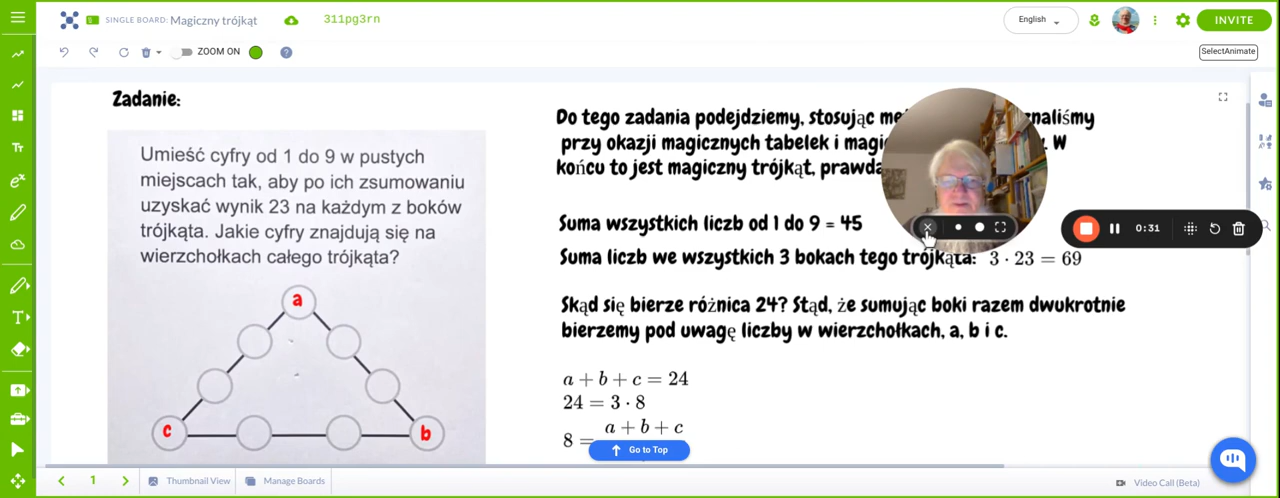 SINGLE BOARD: Magiczny trójkąt
311pg3rn
English
INVITE
ZOOM ON
SelectAnimate
Zadanie:
Umieść cyfry od 1 do 9 w pustych
miejscach tak, aby po ich zsumowaniu
uzyskać wynik 23 na każdym z boków
trójkąta. Jakie cyfry znajdują się na
wierzchołkach całego trójkąta?
a
c
b
Do tego zadania podejdziemy, stosując
przy okazji magicznych tabelek i W
końcu to jest magiczny trójkąt,
Suma wszystkich liczb od 1 do 9 = 45
0:31
Suma liczb we wszystkich 3 bokach tego trójkąta: 3 · 23 = 69
Skąd się bierze różnica 24? Stąd, że sumując boki razem dwukrotnie
bierzemy pod uwagę liczby w wierzchołkach, a, b i c.
a + b + c = 24
24 = 3 · 8
8 = a + b + c
Go to Top
1
Thumbnail View
Manage Boards
Video Call (Beta)